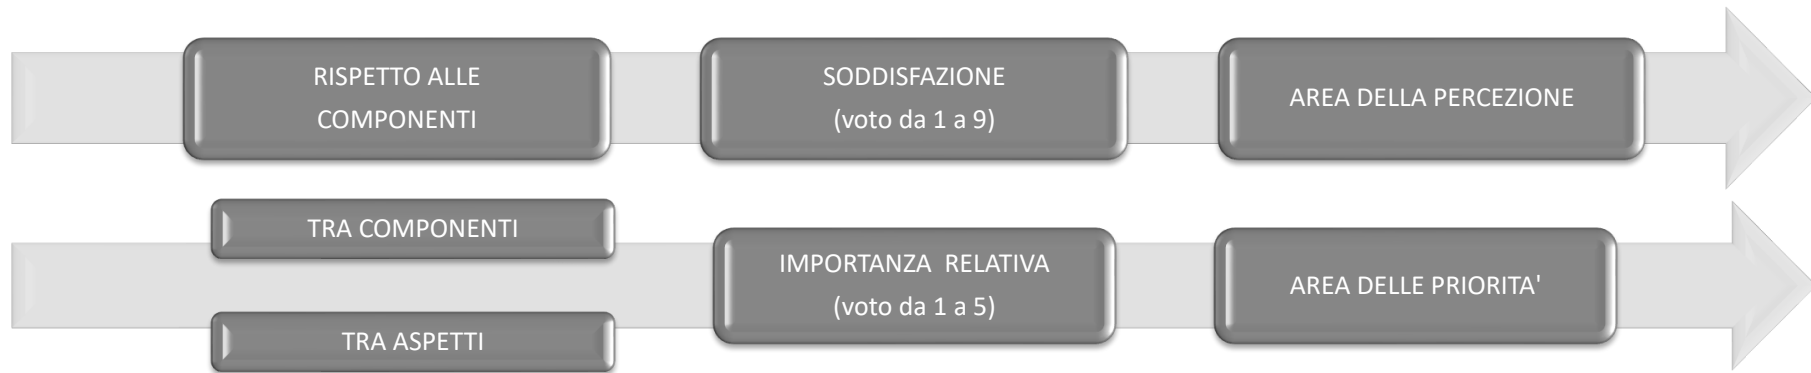 RISPETTO ALLE
COMPONENTI
SODDISFAZIONE
(voto da 1 a 9)
AREA DELLA PERCEZIONE
TRA COMPONENTI
TRA ASPETTI
IMPORTANZA  RELATIVA
(voto da 1 a 5)
AREA DELLE PRIORITA'